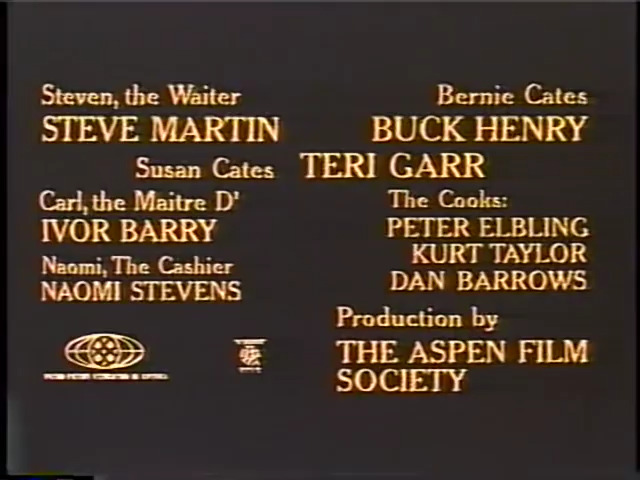 Steven, the Waiter
STEVE MARTIN
Bernie Cates
BUCK HENRY
Susan Cates TERI GARR
Carl, the Maitre D'
IVOR BARRY
Naomi, The Cashier
NAOMI STEVENS
The Cooks:
PETER ELBLING
KURT TAYLOR
DAN BARROWS
Production by
THE ASPEN FILM
SOCIETY